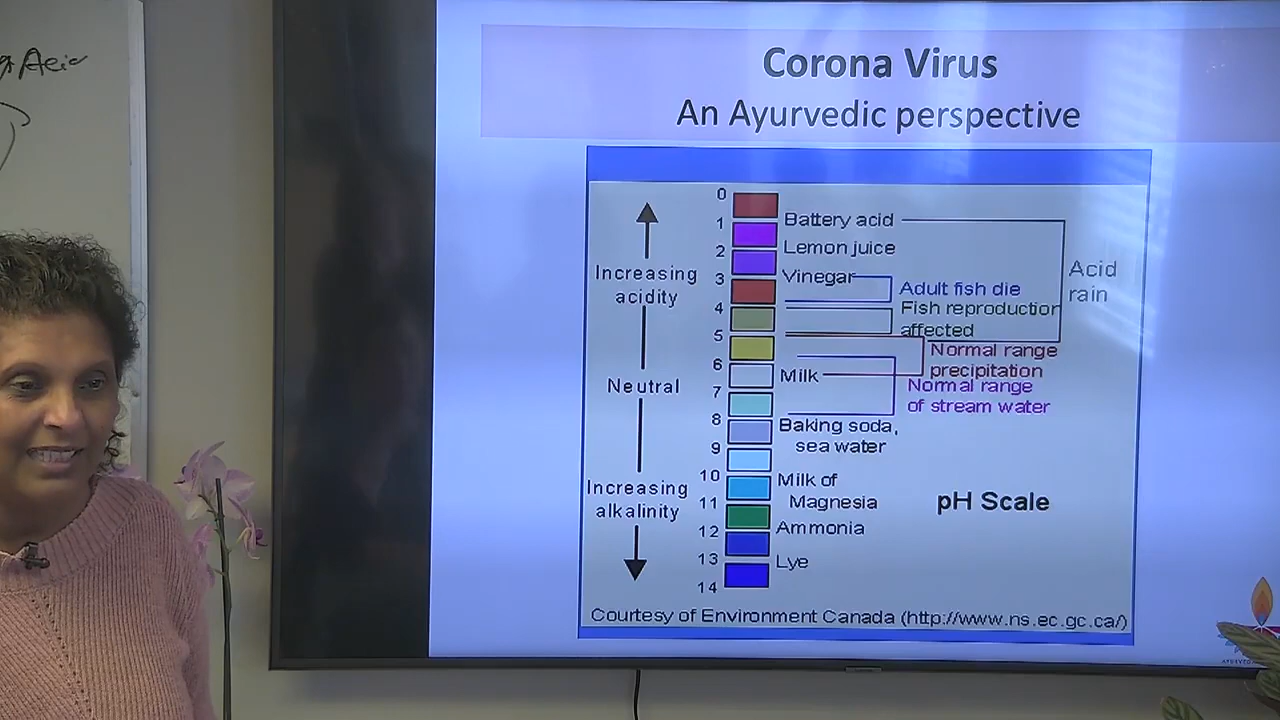 Acid
Corona Virus
An Ayurvedic perspective
0
1
2
3
4
5
6
7
8
9
10
11
12
13
14
Increasing
acidity
Neutral
Increasing
alkalinity
Battery acid
Lemon juice
Vinegar
Milk
Baking soda,
sea water
Milk of
Magnesia
Ammonia
Lye
Adult fish die
Fish reproduction
affected
Acid
rain
Normal range
precipitation
Normal range
of stream water
pH Scale
Courtesy of Environment Canada (http://www.ns.ec.gc.ca/)